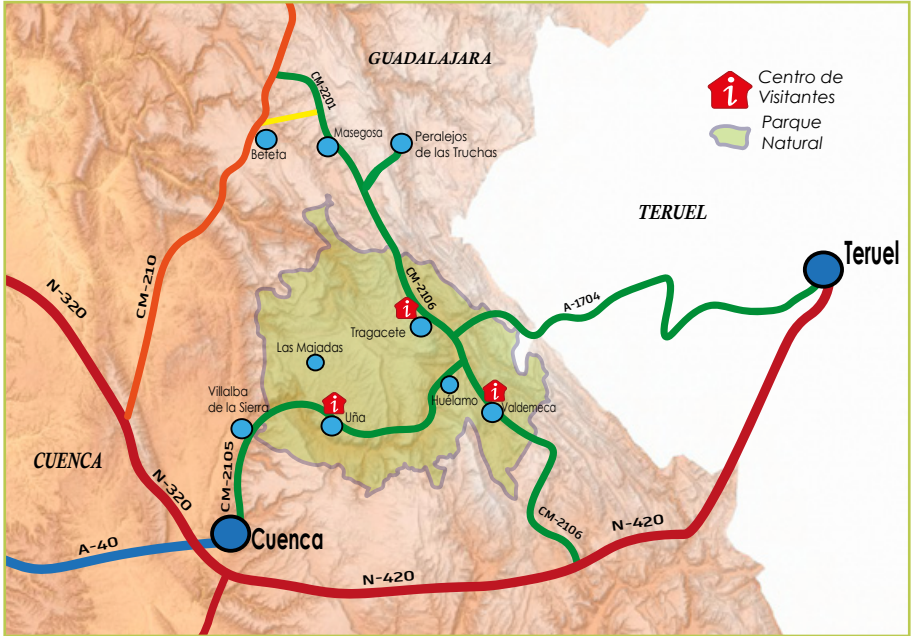 GUADALAJARA
Centro de
Visitantes
Parque
Natural
CM-2201
Masegosa
Peralejos
de las Truchas
Beteta
TERUEL
Teruel
CM-210
N-320
CM-2106
A-1704
Tragacete
Las Majadas
Villalba
de la Sierra
Huélamo
Valdemeca
Uña
CUENCA
CM-2105
N-320
CM-2106
N-420
A-40
Cuenca
N-420